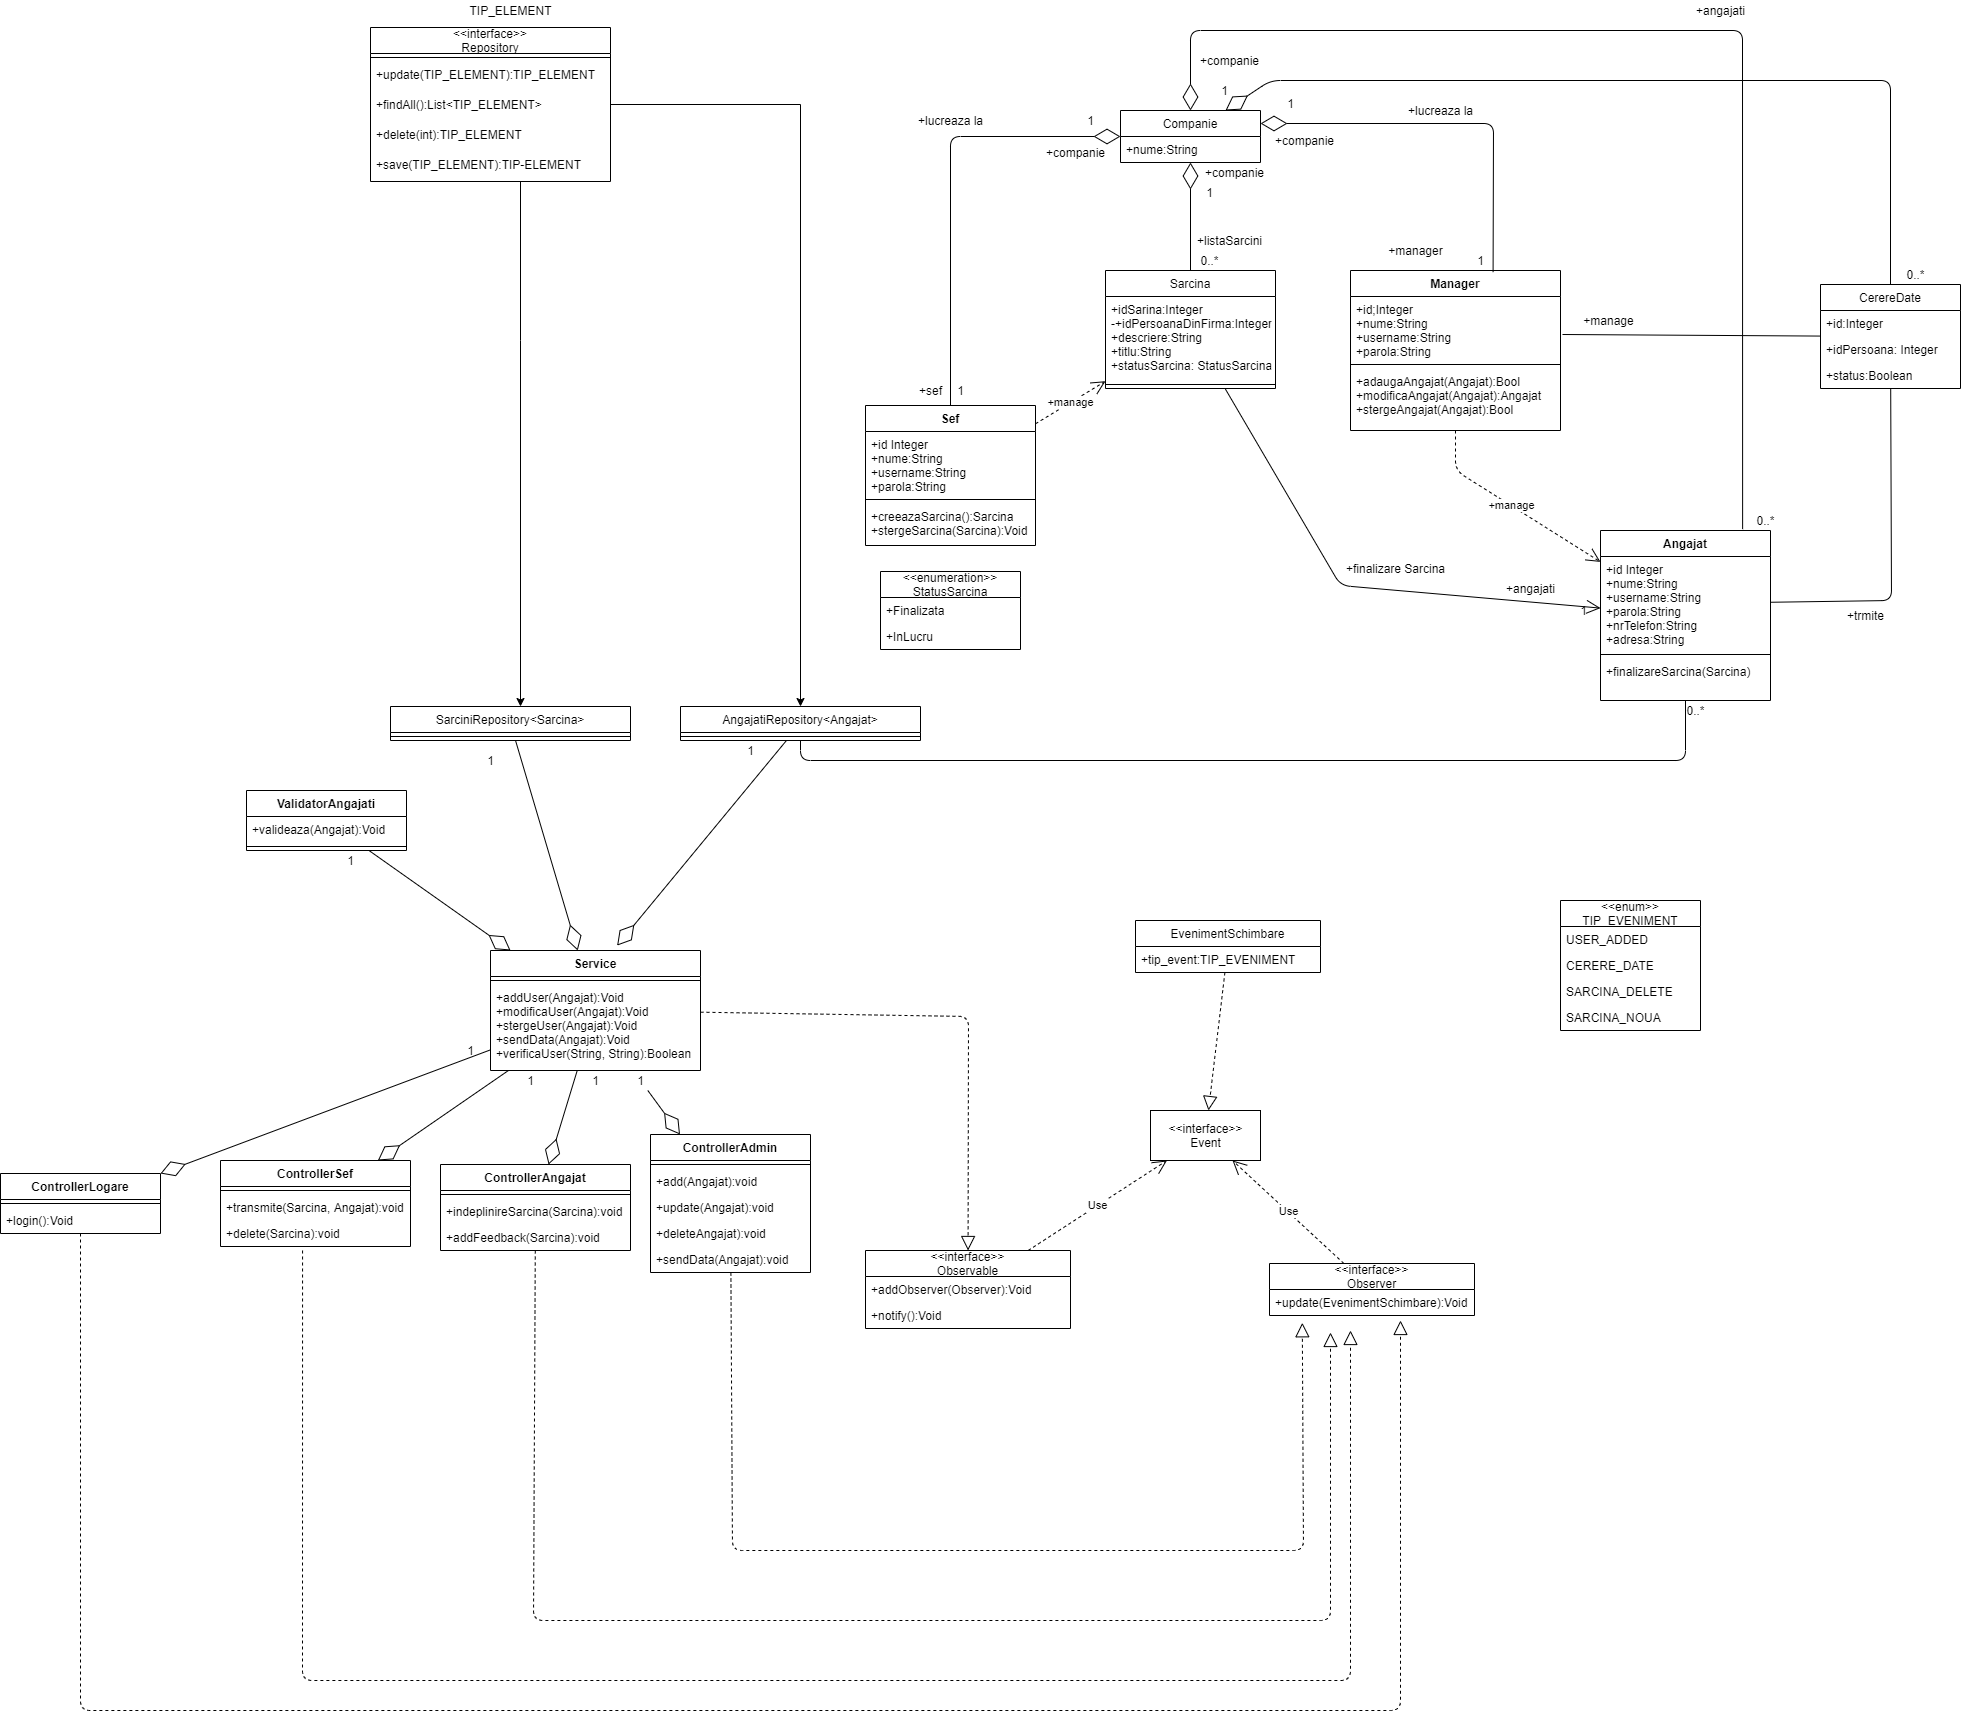 TIP_ELEMENT
<<interface>>
Repository
+update(TIP_ELEMENT):TIP_ELEMENT
+findAll():List<TIP_ELEMENT>
+delete(int):TIP_ELEMENT
+save(TIP_ELEMENT):TIP-ELEMENT
+angajati
+companie
1
1
+lucreaza la
+companie
+lucreaza la
1
+companie
Companie
+nume:String
+companie
1
+listaSarcini
0..*
+manager
1
0..*
Sarcina
+idSarina:Integer
-+idPersoanaDinFirma:Integer
+descriere:String
+titlu:String
+statusSarcina: StatusSarcina
Manager
+id;Integer
+nume:String
+username:String
+parola:String
+adaugaAngajat(Angajat):Bool
+modificaAngajat(Angajat):Angajat
+stergeAngajat(Angajat):Bool
+manage
CerereDate
+id:Integer
+idPersoana: Integer
+status:Boolean
+sef
1
+manage
Sef
+id Integer
+nume:String
+username:String
+parola:String
+creeazaSarcina():Sarcina
+stergeSarcina(Sarcina):Void
+manage
0..*
<<enumeration>>
StatusSarcina
+Finalizata
+InLucru
+finalizare Sarcina
+angajati
1
Angajat
+id Integer
+nume:String
+username:String
+parola:String
+nrTelefon:String
+adresa:String
+finalizareSarcina(Sarcina)
+trmite
0..*
SarciniRepository<Sarcina>
1
AngajatiRepository<Angajat>
1
ValidatorAngajati
+valideaza(Angajat):Void
1
Service
+addUser(Angajat):Void
+modificaUser(Angajat):Void
+stergeUser(Angajat):Void
+sendData(Angajat):Void
+verificaUser(String, String):Boolean
1
1
1
1
EvenimentSchimbare
+tip_event:TIP_EVENIMENT
<<enum>>
TIP_EVENIMENT
USER_ADDED
CERERE_DATE
SARCINA_DELETE
SARCINA_NOUA
<<interface>>
Event
Use
Use
ControllerLogare
+login():Void
ControllerSef
+transmite(Sarcina, Angajat):void
+delete(Sarcina):void
ControllerAngajat
+indeplinireSarcina(Sarcina):void
+addFeedback(Sarcina):void
ControllerAdmin
+add(Angajat):void
+update(Angajat):void
+deleteAngajat):void
+sendData(Angajat):void
<<interface>>
Observable
+addObserver(Observer):Void
+notify():Void
<<interface>>
Observer
+update(EvenimentSchimbare):Void